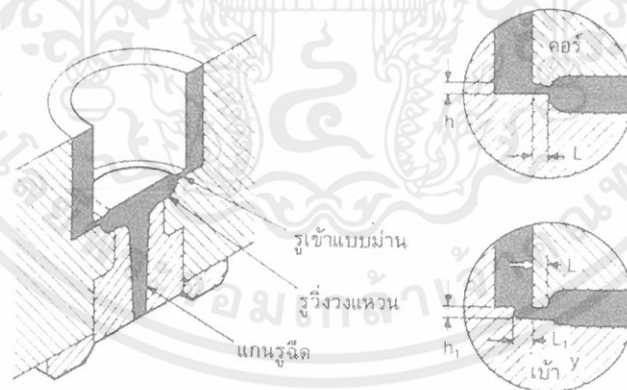 คอร์
h
L
รูเข้าแบบม่าน
รูวิ่งวงแหวน
แกนรูฉีด
L
h₁
L₁
เบ้า y